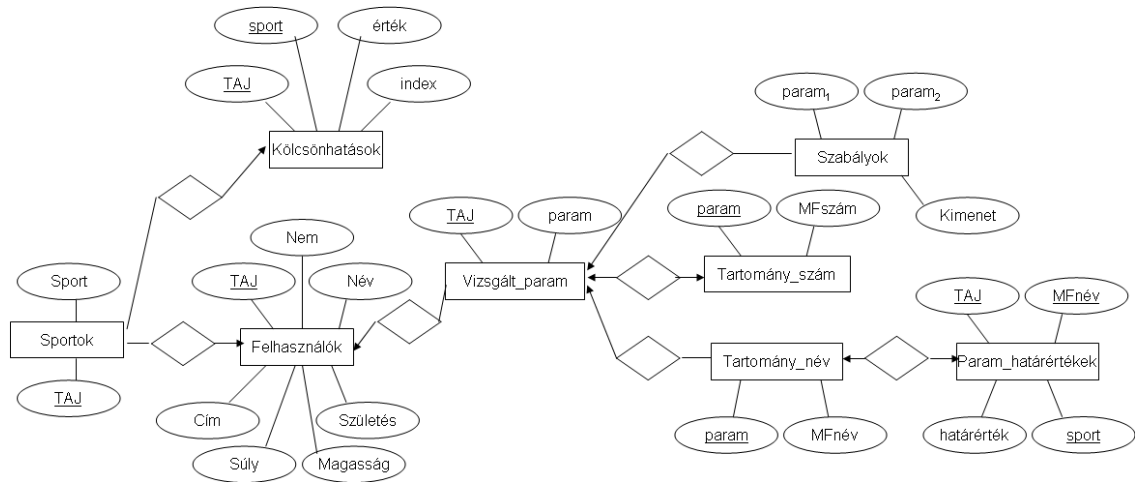 sport
érték
TAJ
index
Kölcsönhatások
param₁
param₂
Szabályok
Kimenet
TAJ
param
Vizsgált_param
param
MFszám
Tartomány_szám
Nem
TAJ
Név
Felhasználók
Cím
Születés
Súly
Magasság
Sport
Sportok
TAJ
Tartomány_név
param
MFnév
TAJ
MFnév
Param_határértékek
határérték
sport